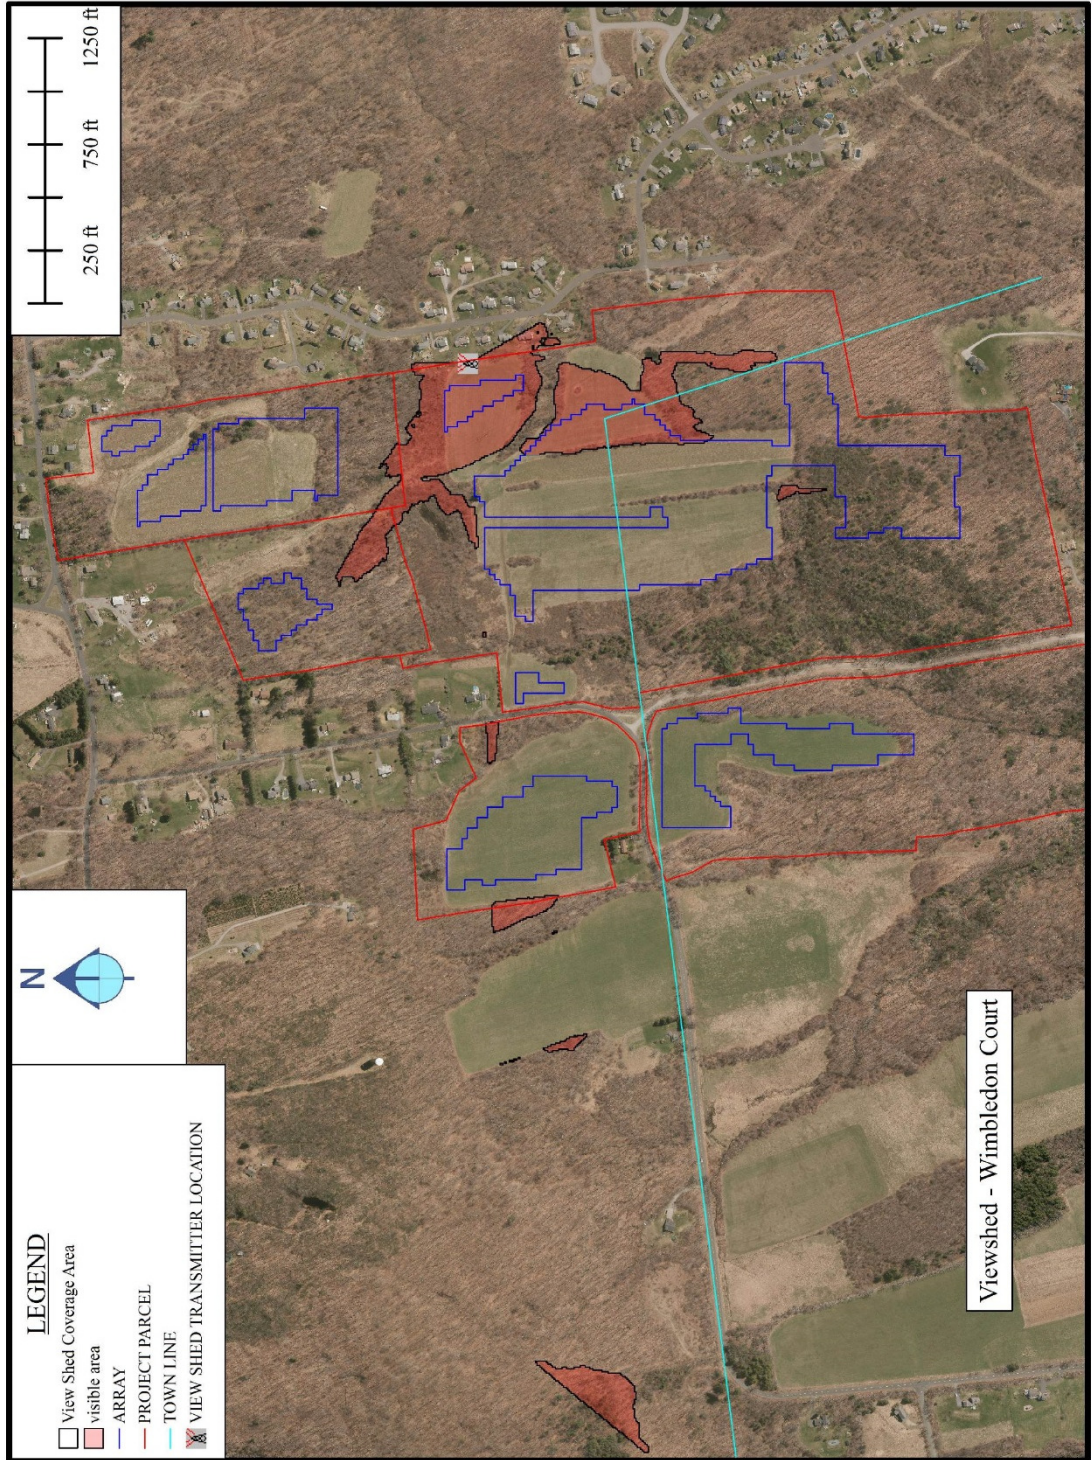 LEGEND
View Shed Coverage Area
visible area
ARRAY
PROJECT PARCEL
TOWN LINE
VIEW SHED TRANSMITTER LOCATION
N
250 ft 750 ft 1250 ft
Viewshed - Wimbledon Court